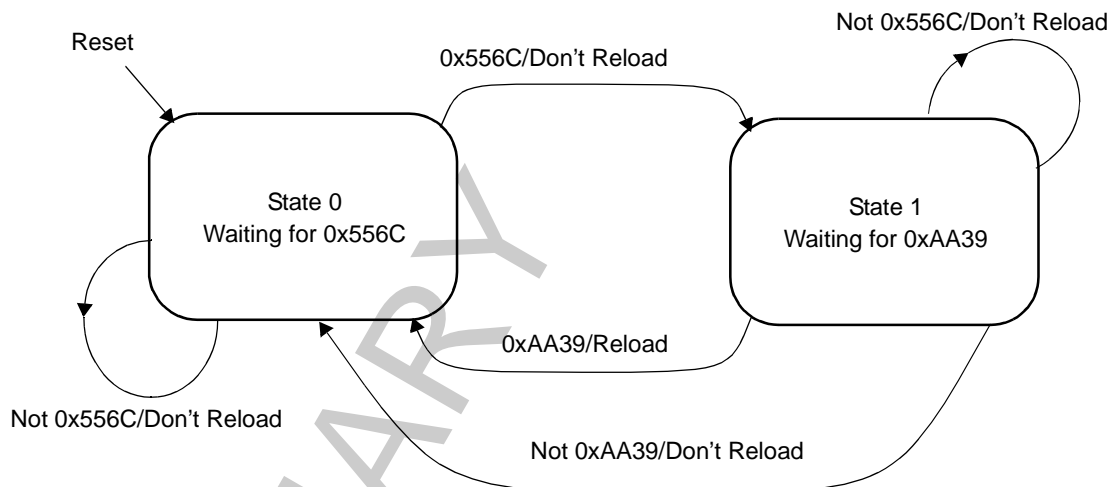 Not 0x556C/Don't Reload
Reset
0x556C/Don't Reload
State 0
Waiting for 0x556C
State 1
Waiting for 0xAA39
0xAA39/Reload
Not 0x556C/Don't Reload
Not 0xAA39/Don't Reload